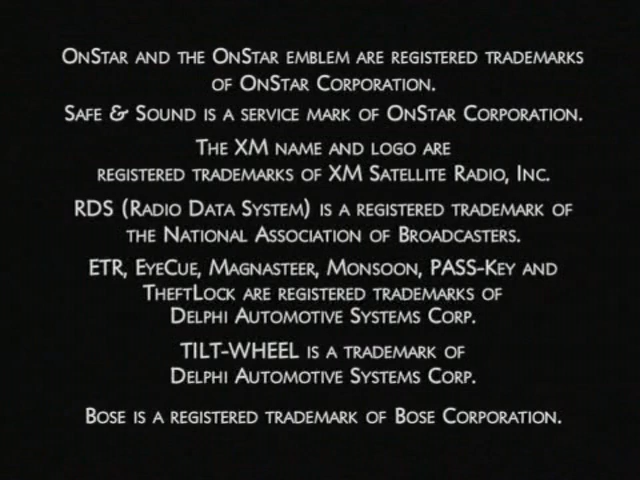 OnStar and the OnStar emblem are registered trademarks
of OnStar Corporation.
Safe & Sound is a service mark of OnStar Corporation.
The XM name and logo are
registered trademarks of XM Satellite Radio, Inc.
RDS (Radio Data System) is a registered trademark of
the National Association of Broadcasters.
ETR, EyeCue, Magnasteer, Monsoon, PASS-Key and
TheftLock are registered trademarks of
Delphi Automotive Systems Corp.
TILT-WHEEL is a trademark of
Delphi Automotive Systems Corp.
Bose is a registered trademark of Bose Corporation.